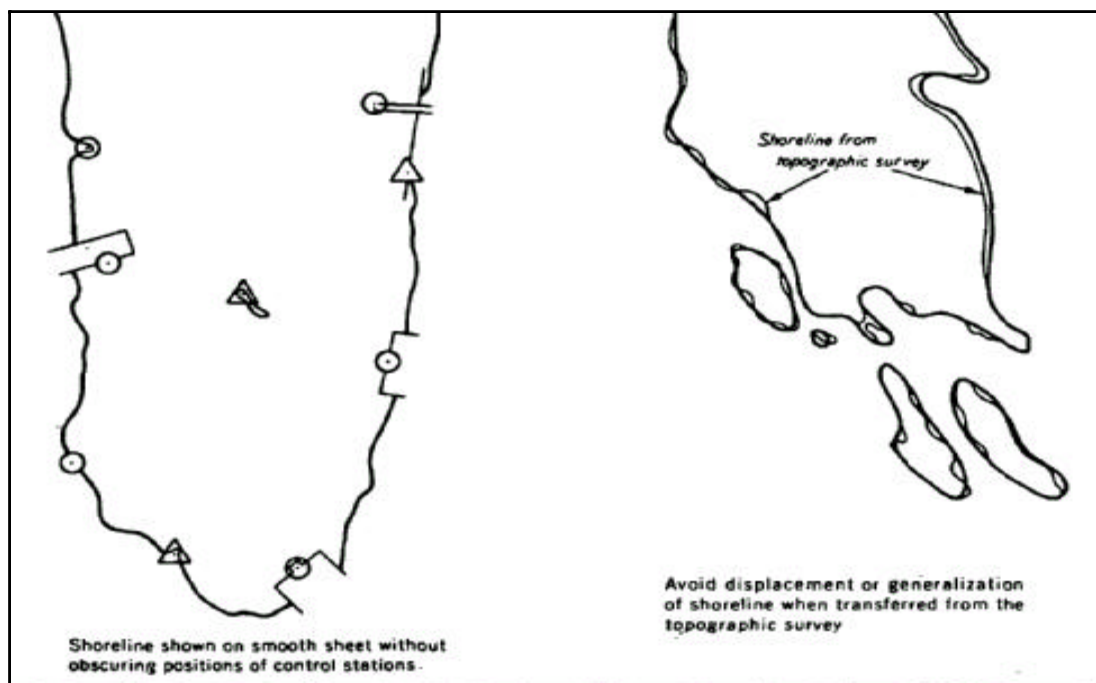 Shoreline from
topographic survey
Shoreline shown on smooth sheet without
obscuring positions of control stations.
Avoid displacement or generalization
of shoreline when transferred from the
topographic survey